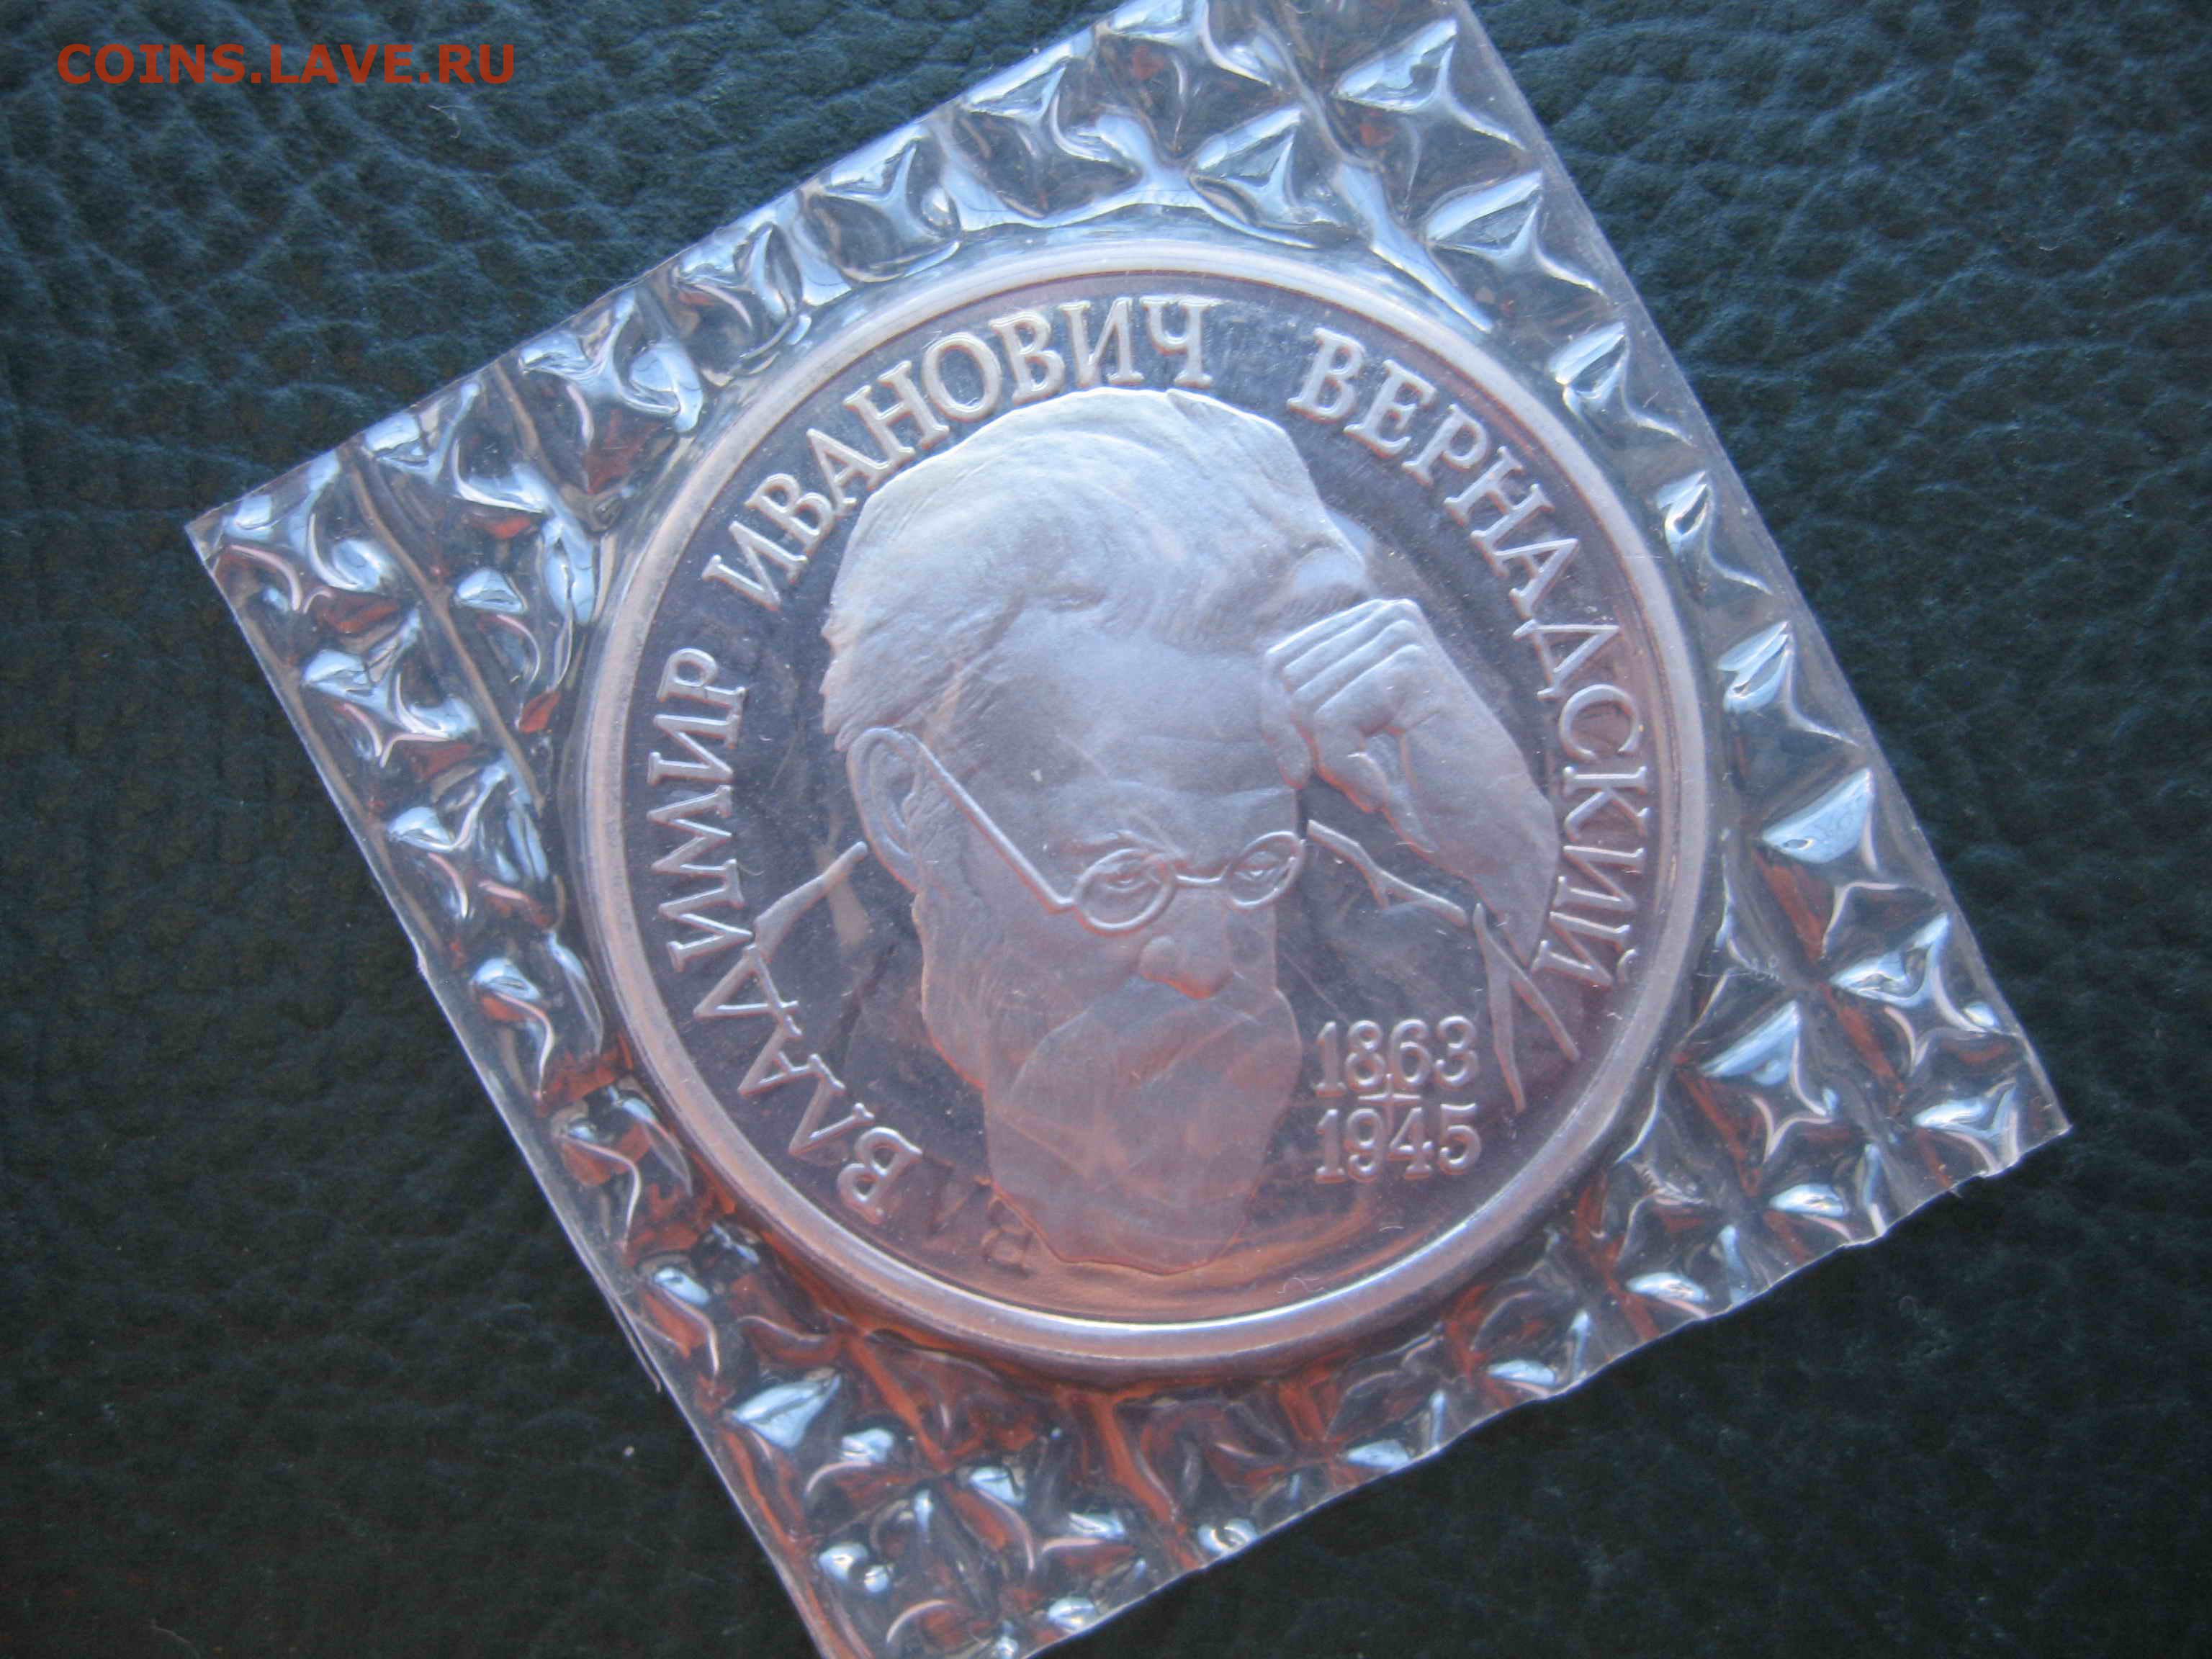 COINS.LAVE.RU
ВЛАДИМИР ИВАНОВИЧ ВЕРНАДСКИЙ
1863
1945